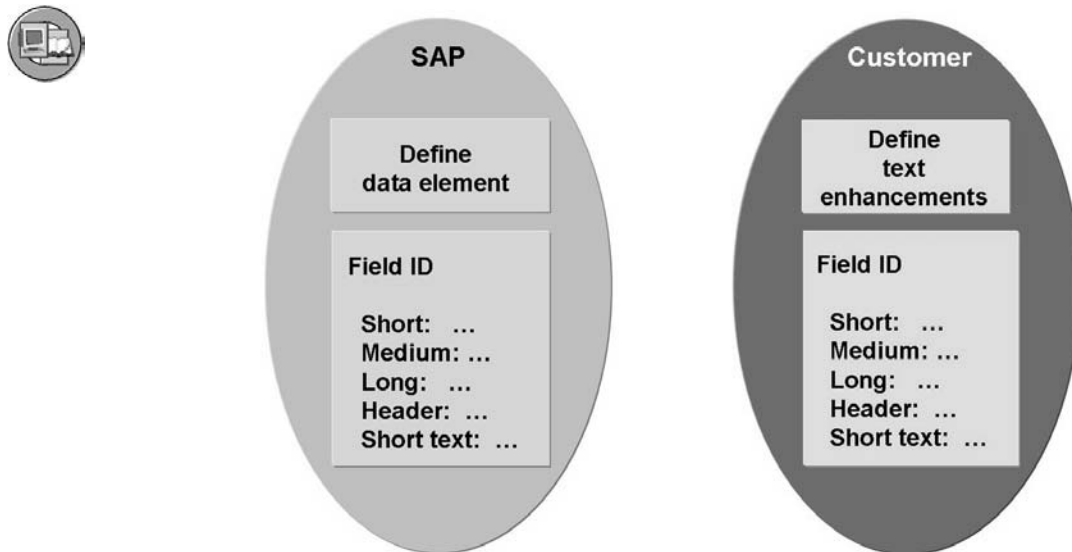 SAP
Define
data element
Field ID
Short: ...
Medium: ...
Long: ...
Header: ...
Short text: ...
Customer
Define
text
enhancements
Field ID
Short: ...
Medium: ...
Long: ...
Header: ...
Short text: ...